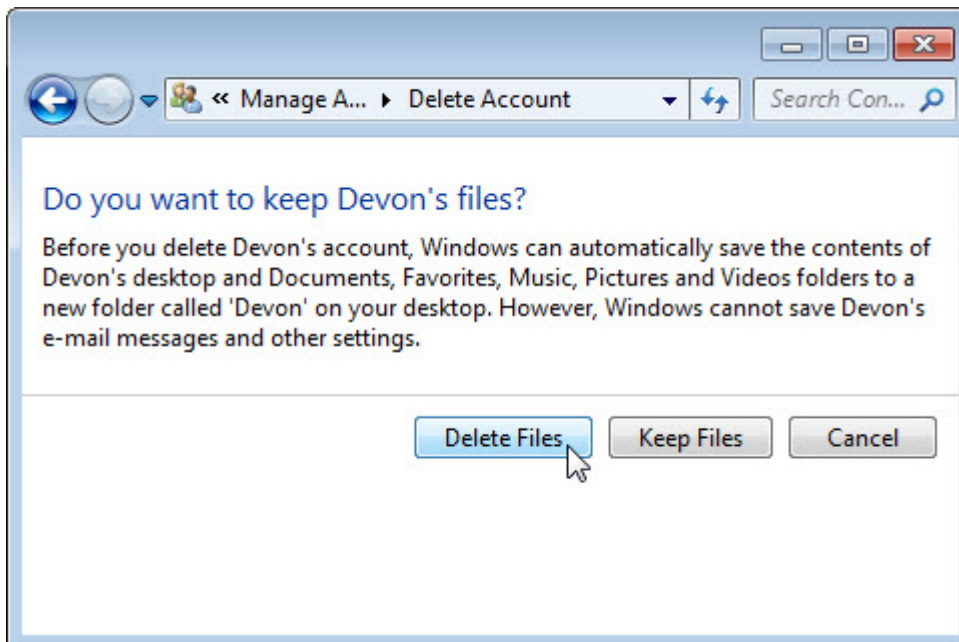 « Manage A... ▸ Delete Account
Search Con...
Do you want to keep Devon's files?
Before you delete Devon's account, Windows can automatically save the contents of
Devon's desktop and Documents, Favorites, Music, Pictures and Videos folders to a
new folder called 'Devon' on your desktop. However, Windows cannot save Devon's
e-mail messages and other settings.
Delete Files
Keep Files
Cancel